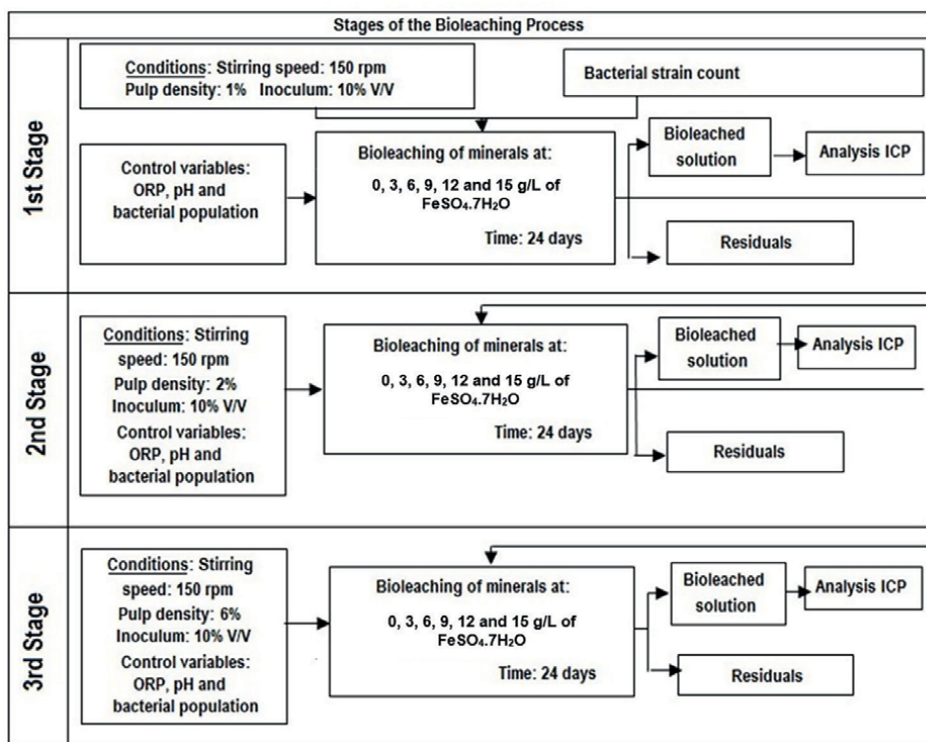 Stages of the Bioleaching Process
1st Stage
Conditions: Stirring speed: 150 rpm
Pulp density: 1% Inoculum: 10% V/V
Bacterial strain count
Control variables:
ORP, pH and
bacterial population
Bioleaching of minerals at:
0, 3, 6, 9, 12 and 15 g/L of
FeSO₄.7H₂O
Time: 24 days
Bioleached
solution
Analysis ICP
Residuals
2nd Stage
Conditions: Stirring
speed: 150 rpm
Pulp density: 2%
Inoculum: 10% V/V
Control variables:
ORP, pH and
bacterial population
Bioleaching of minerals at:
0, 3, 6, 9, 12 and 15 g/L of
FeSO₄.7H₂O
Time: 24 days
Bioleached
solution
Analysis ICP
Residuals
3rd Stage
Conditions: Stirring
speed: 150 rpm
Pulp density: 6%
Inoculum: 10% V/V
Control variables:
ORP, pH and
bacterial population
Bioleaching of minerals at:
0, 3, 6, 9, 12 and 15 g/L of
FeSO₄.7H₂O
Time: 24 days
Bioleached
solution
Analysis ICP
Residuals